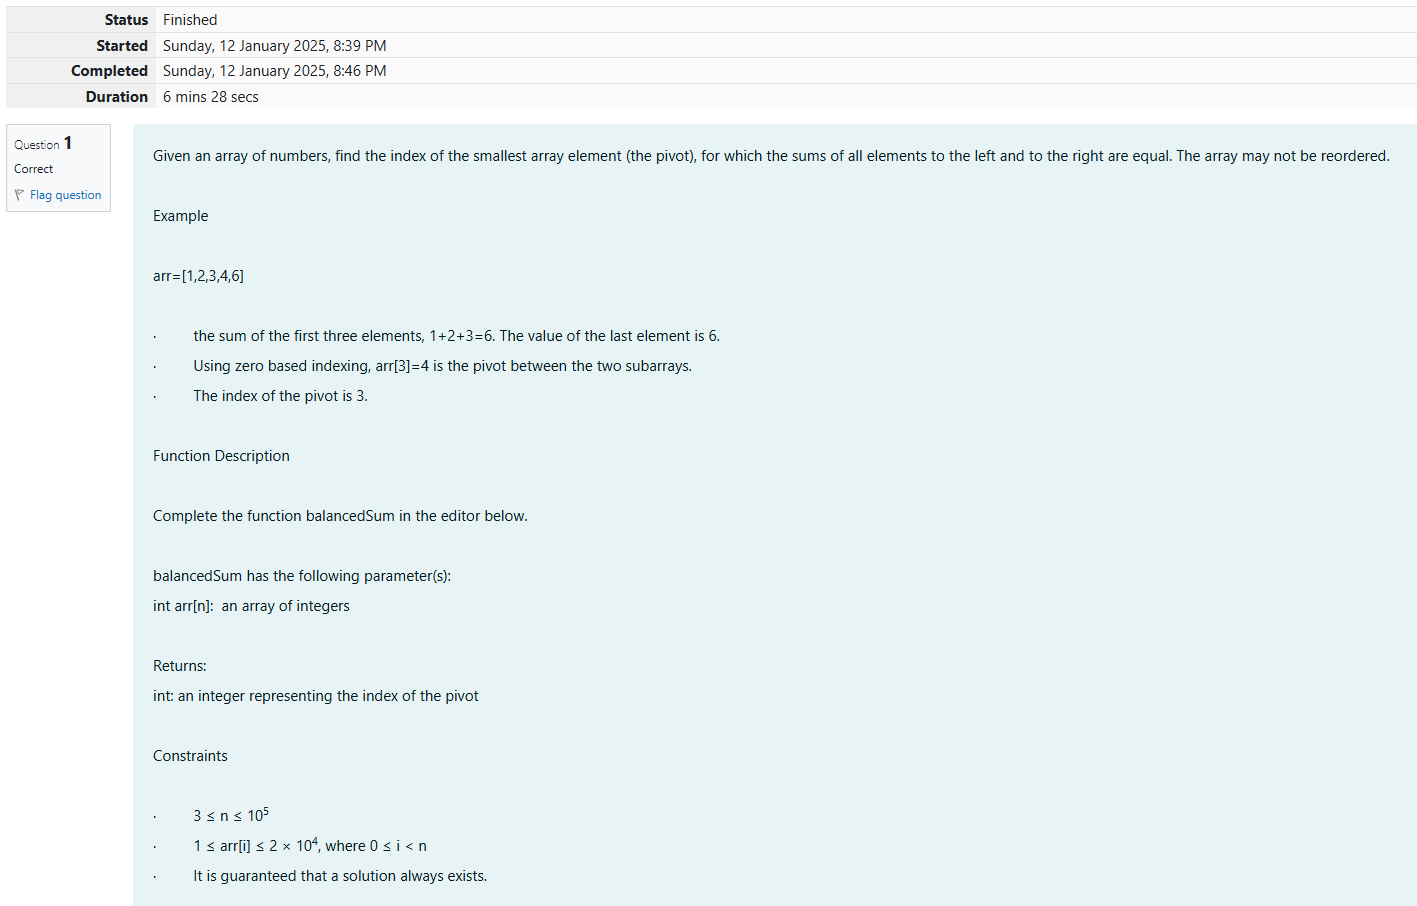 Status Finished
Started Sunday, 12 January 2025, 8:39 PM
Completed Sunday, 12 January 2025, 8:46 PM
Duration 6 mins 28 secs
Question 1
Correct
Flag question
Given an array of numbers, find the index of the smallest array element (the pivot), for which the sums of all elements to the left and to the right are equal. The array may not be reordered.
Example
arr=[1,2,3,4,6]
· the sum of the first three elements, 1+2+3=6. The value of the last element is 6.
· Using zero based indexing, arr[3]=4 is the pivot between the two subarrays.
· The index of the pivot is 3.
Function Description
Complete the function balancedSum in the editor below.
balancedSum has the following parameter(s):
int arr[n]: an array of integers
Returns:
int: an integer representing the index of the pivot
Constraints
· 3 ≤ n ≤ 10⁵
· 1 ≤ arr[i] ≤ 2 × 10⁴, where 0 ≤ i < n
· It is guaranteed that a solution always exists.